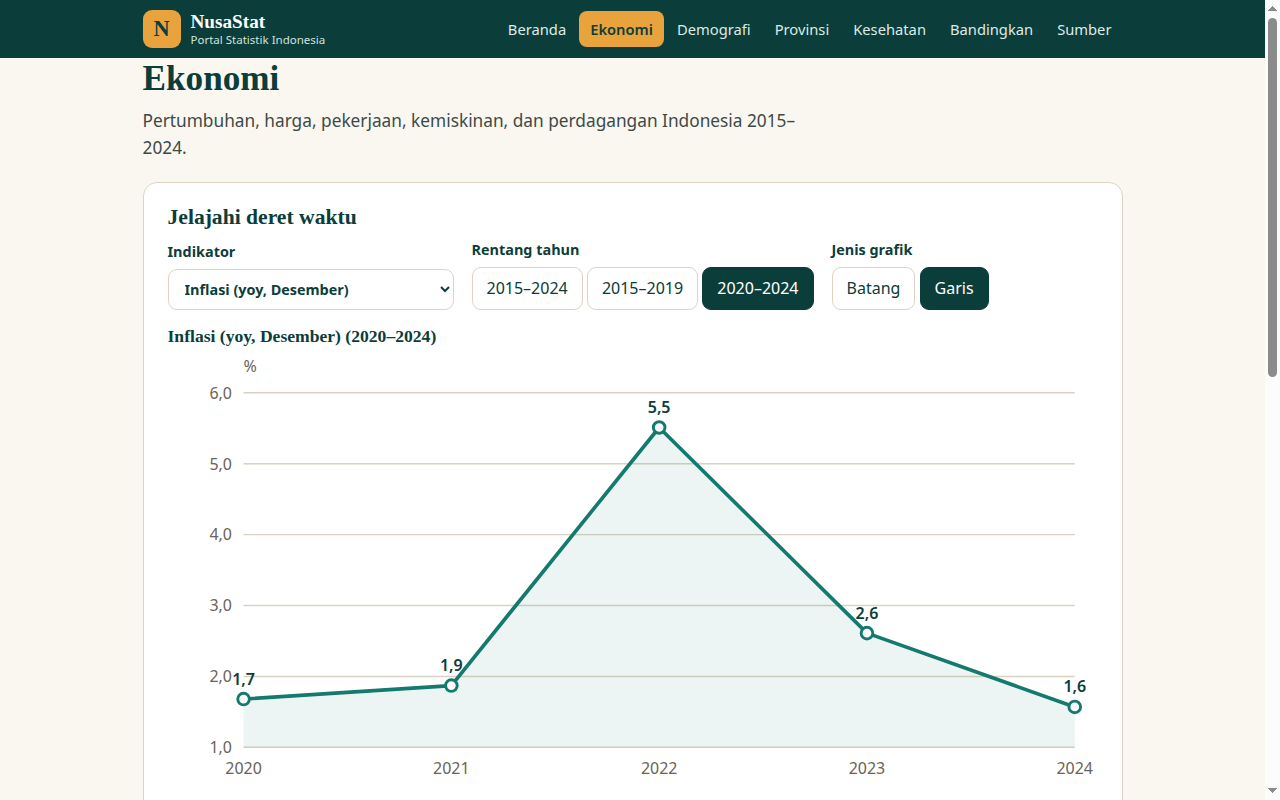 N
NusaStat
Portal Statistik Indonesia
Beranda Ekonomi Demografi Provinsi Kesehatan Bandingkan Sumber
Ekonomi
Pertumbuhan, harga, pekerjaan, kemiskinan, dan perdagangan Indonesia 2015–
2024.
Jelajahi deret waktu
Indikator Rentang tahun Jenis grafik
Inflasi (yoy, Desember) 2015–2024 2015–2019 2020–2024 Batang Garis
Inflasi (yoy, Desember) (2020–2024)
%
6,0
5,5
5,0
4,0
3,0
2,6
1,9
2,0
1,7
1,6
1,0
2020 2021 2022 2023 2024